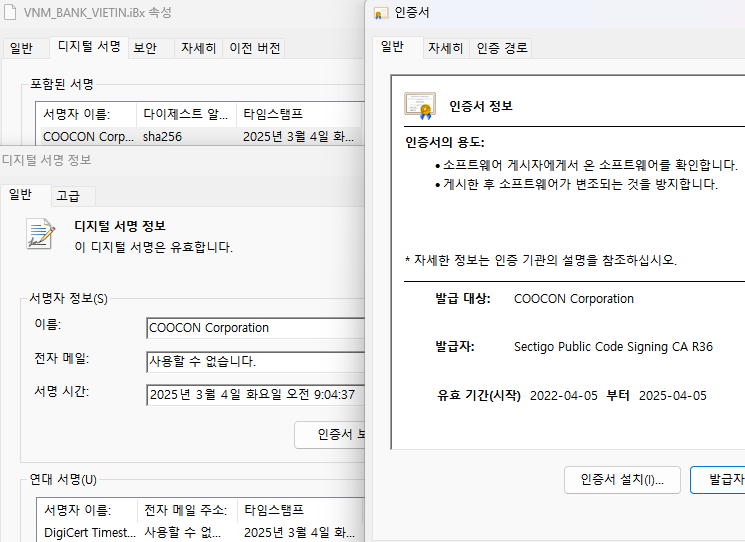 VNM_BANK_VIETIN.iBx 속성
일반 디지털 서명 보안 자세히 이전 버전
포함된 서명
서명자 이름: 다이제스트 알... 타임스탬프
COOCON Corp... sha256 2025년 3월 4일 화...
디지털 서명 정보
일반 고급
디지털 서명 정보
이 디지털 서명은 유효합니다.
서명자 정보(S)
이름: COOCON Corporation
전자 메일: 사용할 수 없습니다.
서명 시간: 2025년 3월 4일 화요일 오전 9:04:37
인증서 보
연대 서명(U)
서명자 이름: 전자 메일 주소: 타임스탬프
DigiCert Timest... 사용할 수 없... 2025년 3월 4일 화...
인증서
일반 자세히 인증 경로
인증서 정보
인증서의 용도:
• 소프트웨어 게시자에게서 온 소프트웨어를 확인합니다.
• 게시한 후 소프트웨어가 변조되는 것을 방지합니다.
* 자세한 정보는 인증 기관의 설명을 참조하십시오.
발급 대상: COOCON Corporation
발급자: Sectigo Public Code Signing CA R36
유효 기간(시작) 2022-04-05 부터 2025-04-05
인증서 설치(I)... 발급자